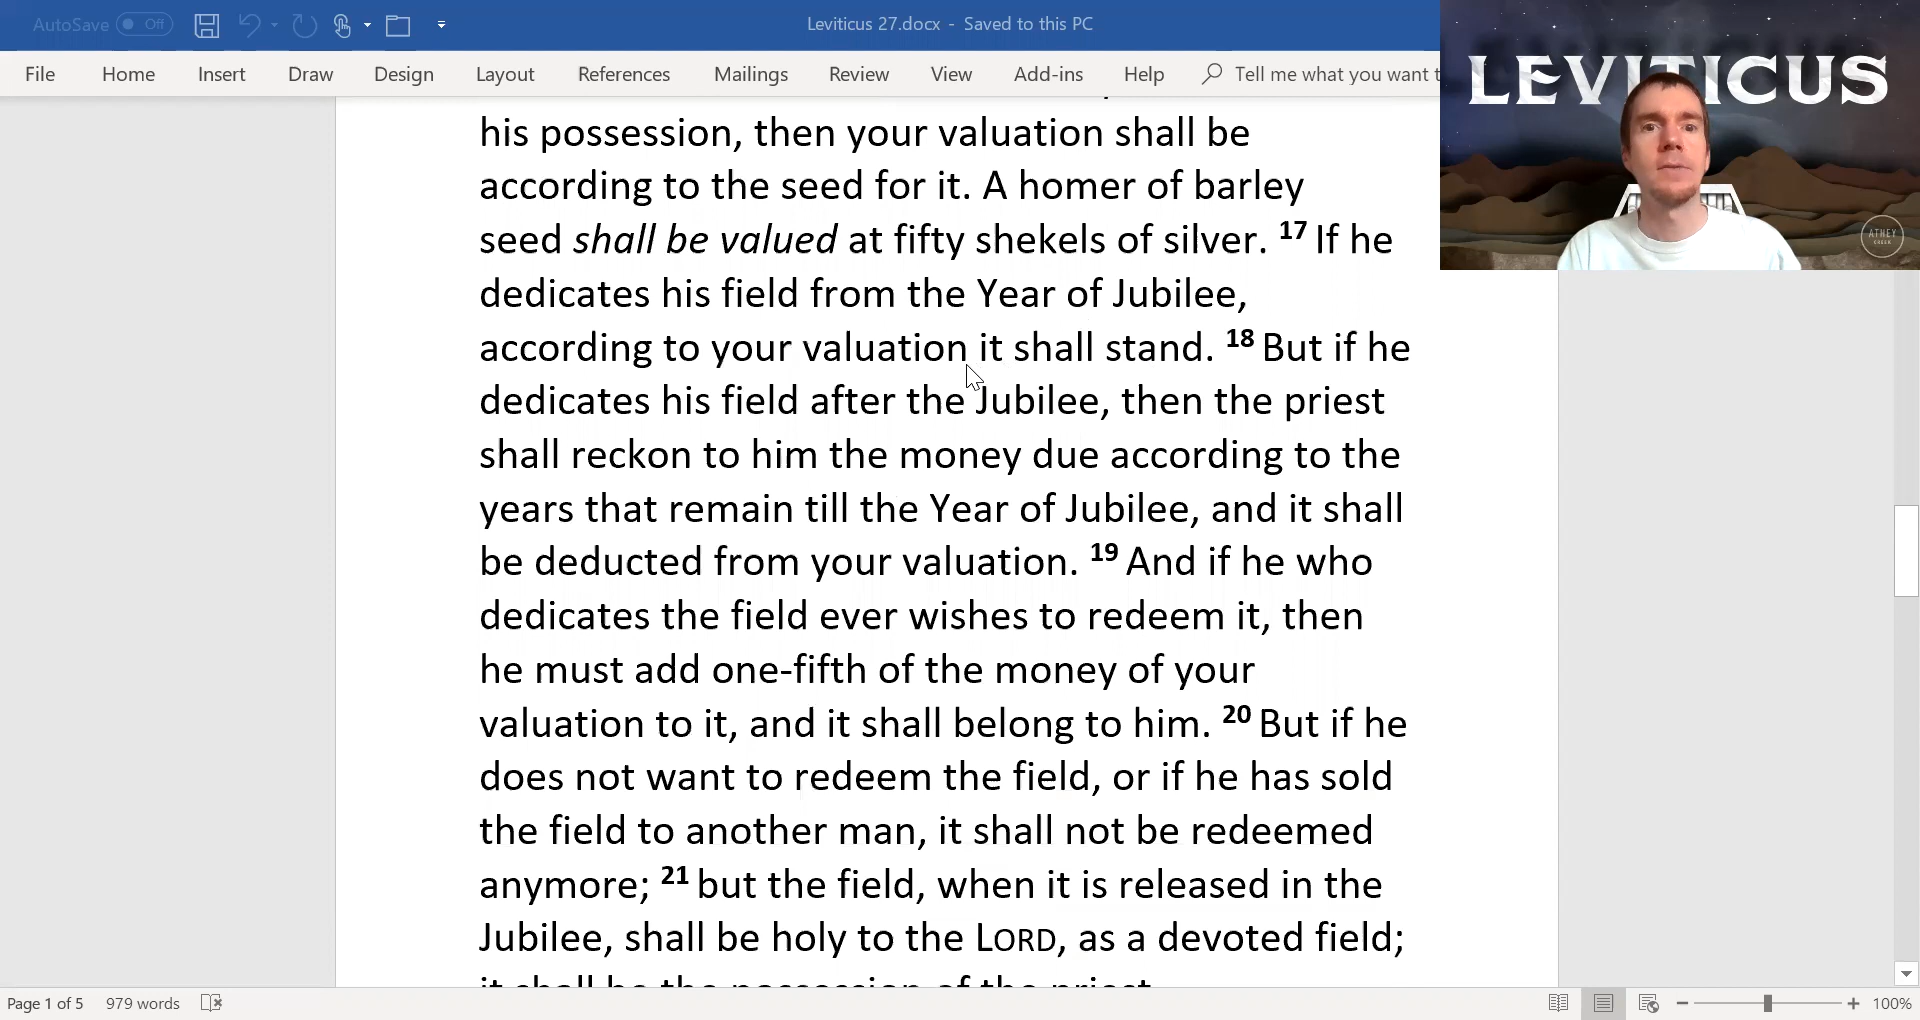 AutoSave Off
Leviticus 27.docx - Saved to this PC
File Home Insert Draw Design Layout References Mailings Review View Add-ins Help Tell me what you want t
LEVITICUS
ATHEY
CREEK
his possession, then your valuation shall be
according to the seed for it. A homer of barley
seed shall be valued at fifty shekels of silver. 17 If he
dedicates his field from the Year of Jubilee,
according to your valuation it shall stand. 18 But if he
dedicates his field after the Jubilee, then the priest
shall reckon to him the money due according to the
years that remain till the Year of Jubilee, and it shall
be deducted from your valuation. 19 And if he who
dedicates the field ever wishes to redeem it, then
he must add one-fifth of the money of your
valuation to it, and it shall belong to him. 20 But if he
does not want to redeem the field, or if he has sold
the field to another man, it shall not be redeemed
anymore; 21 but the field, when it is released in the
Jubilee, shall be holy to the LORD, as a devoted field;
it shall be the possession of the priest.
Page 1 of 5 979 words 100%